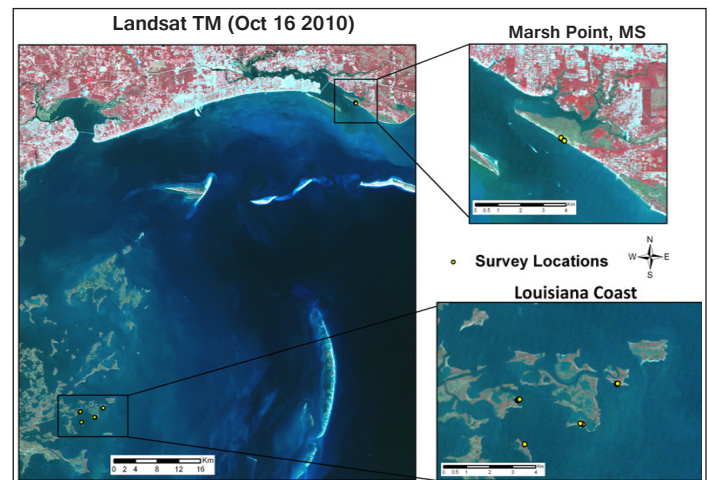 Landsat TM (Oct 16 2010)
Marsh Point, MS
Km
0 0.5 1 2 3 4
Survey Locations
N
W E
S
Louisiana Coast
Km
0 2 4 8 12 16
Km
0 0.5 1 2 3 4